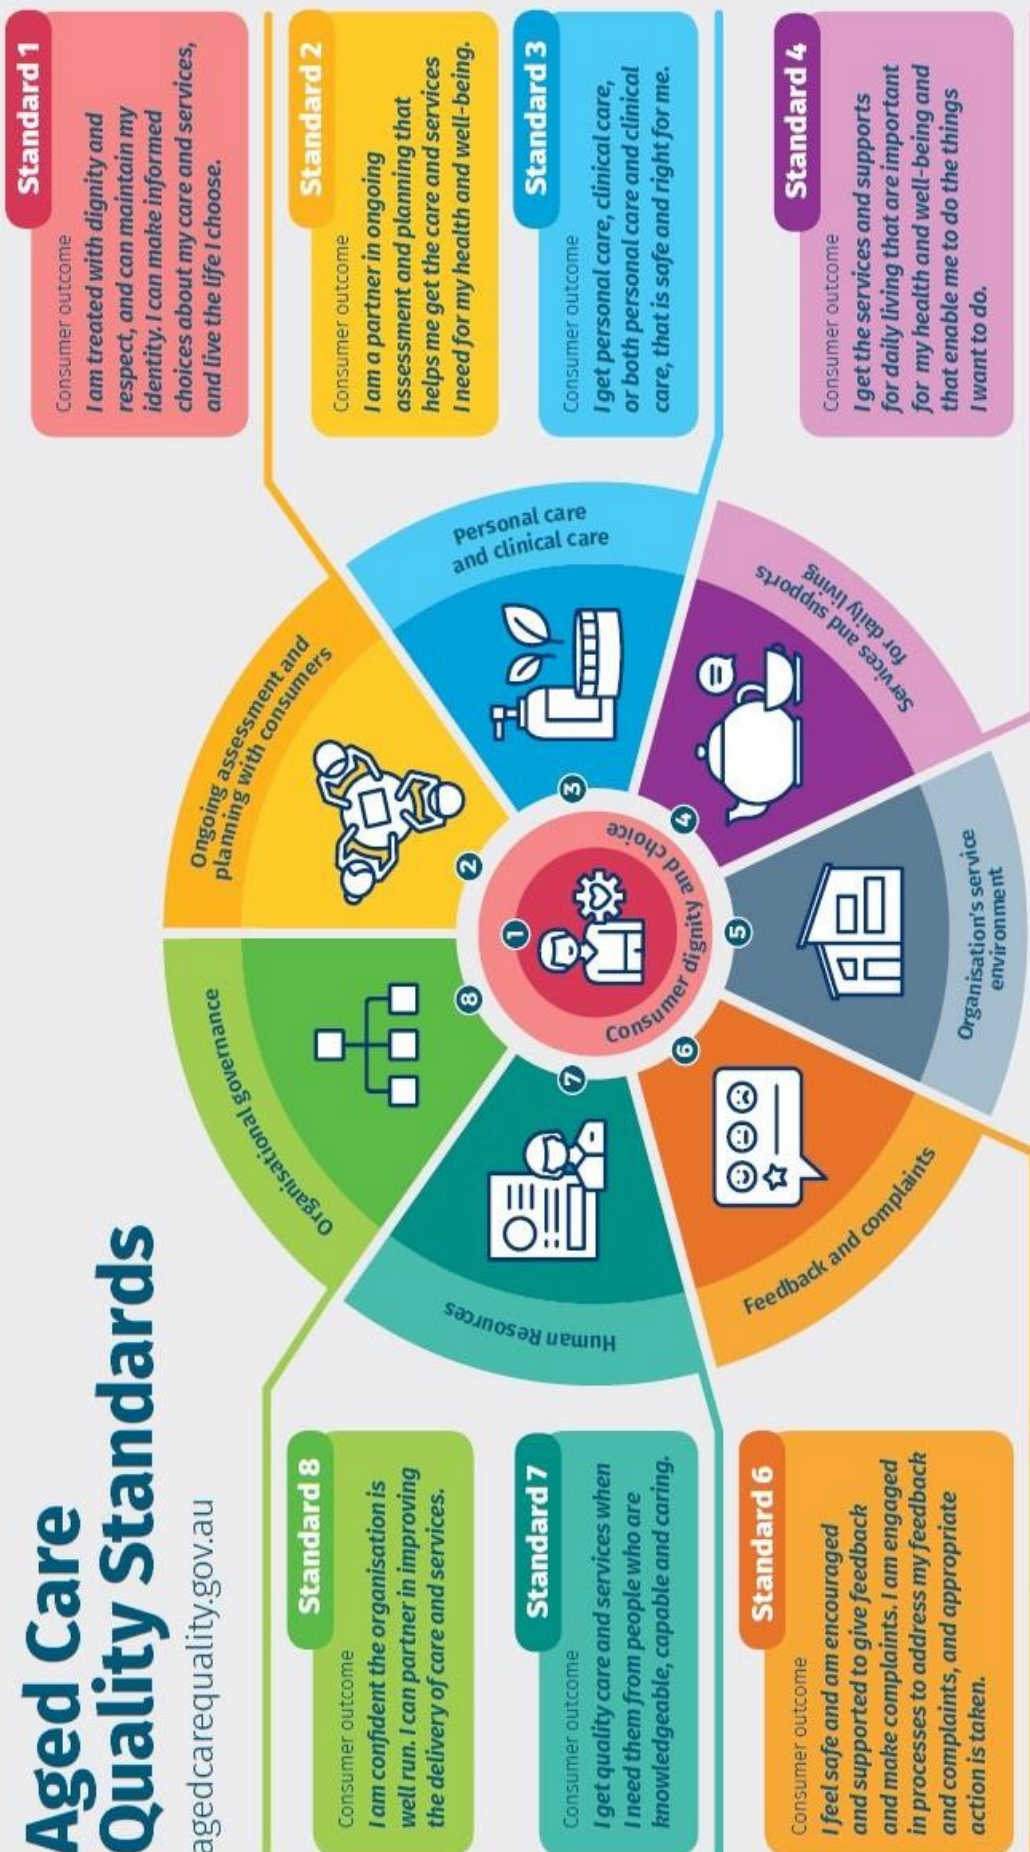 Aged Care
Quality Standards
agedcarequality.gov.au
Standard 1
Consumer outcome
I am treated with dignity and
respect, and can maintain my
identity. I can make informed
choices about my care and services,
and live the life I choose.
Standard 2
Consumer outcome
I am a partner in ongoing
assessment and planning that
helps me get the care and services
I need for my health and well-being.
Standard 3
Consumer outcome
I get personal care, clinical care,
or both personal care and clinical
care, that is safe and right for me.
Standard 4
Consumer outcome
I get the services and supports
for daily living that are important
for my health and well-being and
that enable me to do the things
I want to do.
Standard 8
Consumer outcome
I am confident the organisation is
well run. I can partner in improving
the delivery of care and services.
Standard 7
Consumer outcome
I get quality care and services when
I need them from people who are
knowledgeable, capable and caring.
Standard 6
Consumer outcome
I feel safe and am encouraged
and supported to give feedback
and make complaints. I am engaged
in processes to address my feedback
and complaints, and appropriate
action is taken.
1
Consumer dignity and choice
2
Ongoing assessment and
planning with consumers
3
Personal care
and clinical care
4
Services and supports
for daily living
5
Organisation's service
environment
6
Feedback and complaints
7
Human Resources
8
Organisational governance